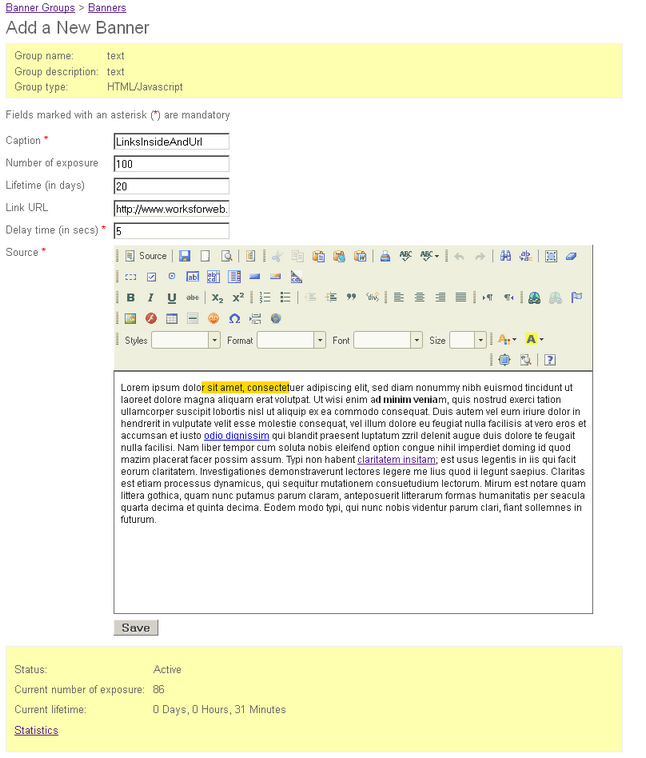 Banner Groups > Banners
Add a New Banner
Group name: text
Group description: text
Group type: HTML/Javascript
Fields marked with an asterisk (*) are mandatory
Caption * LinksInsideAndUrl
Number of exposure 100
Lifetime (in days) 20
Link URL http://www.worksforweb.
Delay time (in secs) * 5
Source *
Source
Styles Format Font Size
Lorem ipsum dolor sit amet, consectetuer adipiscing elit, sed diam nonummy nibh euismod tincidunt ut
laoreet dolore magna aliquam erat volutpat. Ut wisi enim ad minim veniam, quis nostrud exerci tation
ullamcorper suscipit lobortis nisl ut aliquip ex ea commodo consequat. Duis autem vel eum iriure dolor in
hendrerit in vulputate velit esse molestie consequat, vel illum dolore eu feugiat nulla facilisis at vero eros et
accumsan et iusto odio dignissim qui blandit praesent luptatum zzril delenit augue duis dolore te feugait
nulla facilisi. Nam liber tempor cum soluta nobis eleifend option congue nihil imperdiet doming id quod
mazim placerat facer possim assum. Typi non habent claritatem insitam; est usus legentis in iis qui facit
eorum claritatem. Investigationes demonstraverunt lectores legere me lius quod ii legunt saepius. Claritas
est etiam processus dynamicus, qui sequitur mutationem consuetudium lectorum. Mirum est notare quam
littera gothica, quam nunc putamus parum claram, anteposuerit litterarum formas humanitatis per seacula
quarta decima et quinta decima. Eodem modo typi, qui nunc nobis videntur parum clari, fiant sollemnes in
futurum.
Save
Status: Active
Current number of exposure: 86
Current lifetime: 0 Days, 0 Hours, 31 Minutes
Statistics